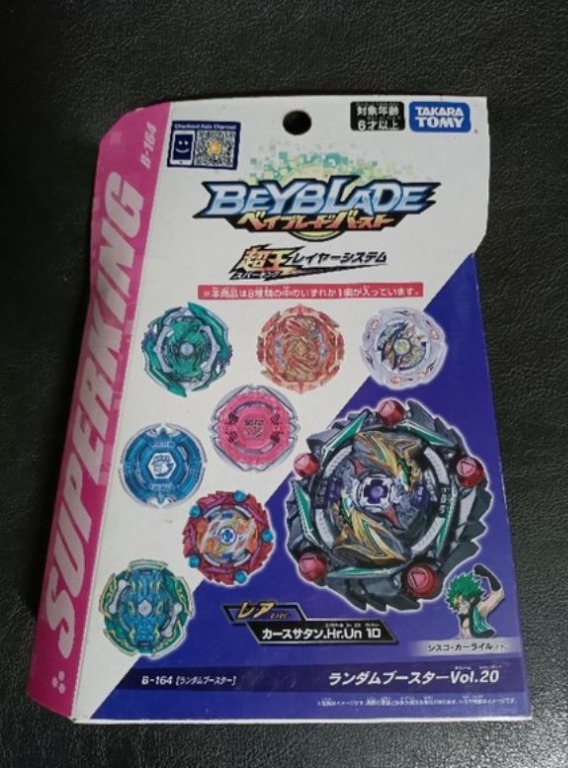 Checkout Hole Channel
対象年齢
6才以上
TAKARA
TOMY
B-164
SUPERKING
BEYBLADE
ベイブレードバースト
超王レイヤーシステム
スパーキング
※本商品は8種類の中のいずれか1個が入っています。
レア
RARE
カースサタン.Hr.Un 1D
シスコ・カーライル
B-164 [ランダムブースター]
ランダムブースターVol.20